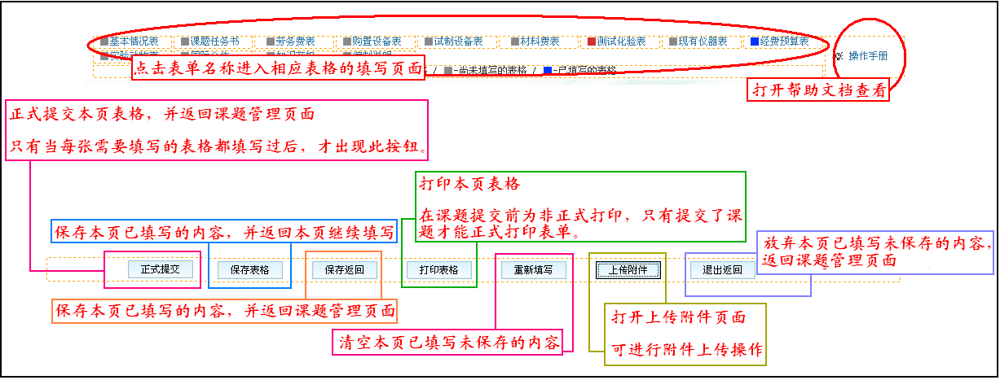 基本情况表 课题任务书 劳务费表 购置设备表 试制设备表 材料费表 测试化验表 现有仪器表 经费预算表
操作手册
点击表单名称进入相应表格的填写页面
/ -尚未填写的表格 / -已填写的表格
打开帮助文档查看
正式提交本页表格，并返回课题管理页面
只有当每张需要填写的表格都填写过后，才出现此按钮。
打印本页表格
在课题提交前为非正式打印，只有提交了课
题才能正式打印表单。
保存本页已填写的内容，并返回本页继续填写
放弃本页已填写未保存的内容，
返回课题管理页面
正式提交 保存表格 保存返回 打印表格 重新填写 上传附件 退出返回
保存本页已填写的内容，并返回课题管理页面
打开上传附件页面
可进行附件上传操作
清空本页已填写未保存的内容